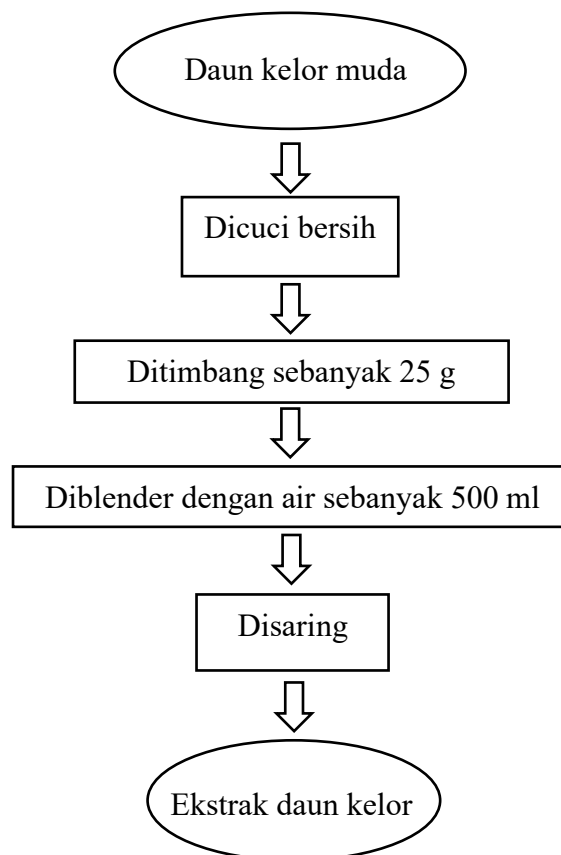 Daun kelor muda
Dicuci bersih
Ditimbang sebanyak 25 g
Diblender dengan air sebanyak 500 ml
Disaring
Ekstrak daun kelor